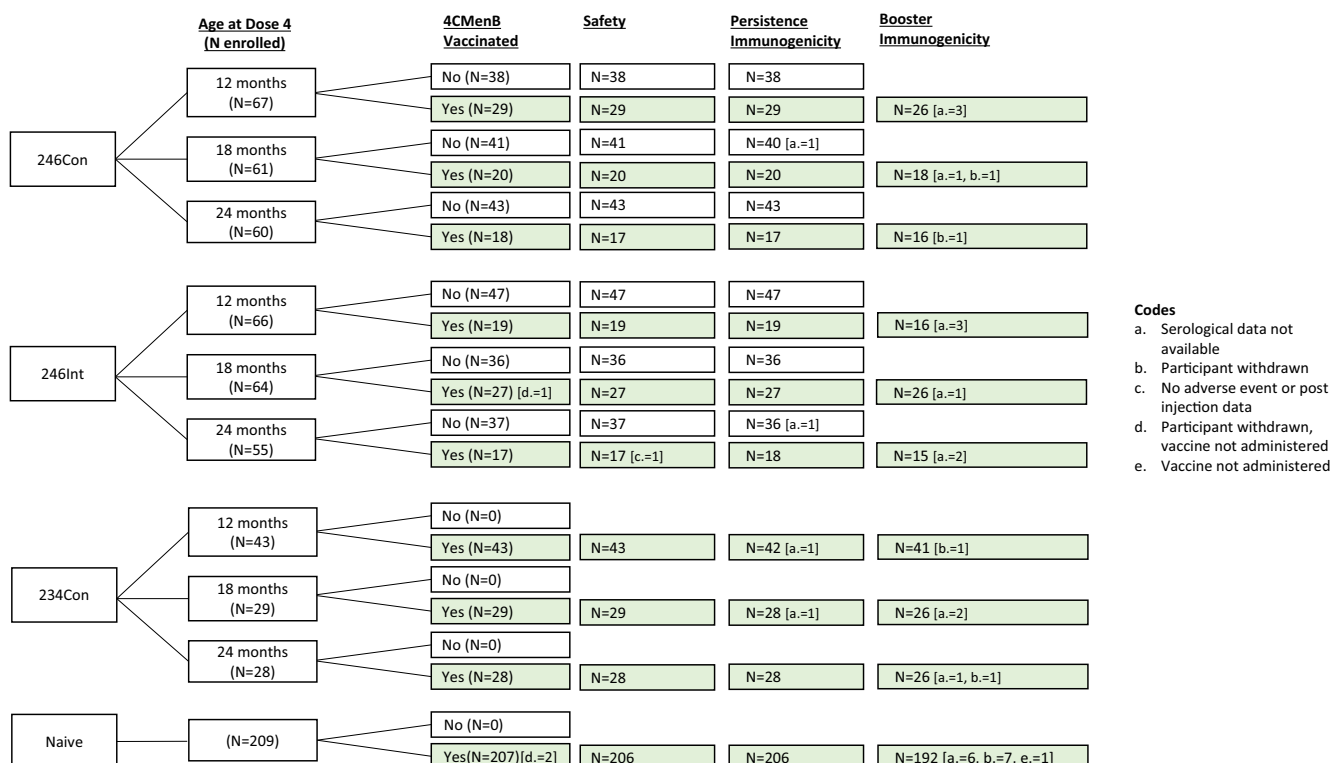 Age at Dose 4
(N enrolled)
4CMenB
Vaccinated
Safety
Persistence
Immunogenicity
Booster
Immunogenicity
246Con
12 months
(N=67)
No (N=38)
N=38
N=38
Yes (N=29)
N=29
N=29
N=26 [a.=3]
18 months
(N=61)
No (N=41)
N=41
N=40 [a.=1]
Yes (N=20)
N=20
N=20
N=18 [a.=1, b.=1]
24 months
(N=60)
No (N=43)
N=43
N=43
Yes (N=18)
N=17
N=17
N=16 [b.=1]
246Int
12 months
(N=66)
No (N=47)
N=47
N=47
Yes (N=19)
N=19
N=19
N=16 [a.=3]
18 months
(N=64)
No (N=36)
N=36
N=36
Yes (N=27) [d.=1]
N=27
N=27
N=26 [a.=1]
24 months
(N=55)
No (N=37)
N=37
N=36 [a.=1]
Yes (N=17)
N=17 [c.=1]
N=18
N=15 [a.=2]
234Con
12 months
(N=43)
No (N=0)
Yes (N=43)
N=43
N=42 [a.=1]
N=41 [b.=1]
18 months
(N=29)
No (N=0)
Yes (N=29)
N=29
N=28 [a.=1]
N=26 [a.=2]
24 months
(N=28)
No (N=0)
Yes (N=28)
N=28
N=28
N=26 [a.=1, b.=1]
Naive
(N=209)
No (N=0)
Yes(N=207)[d.=2]
N=206
N=206
N=192 [a.=6, b.=7, e.=1]
Codes
a. Serological data not
available
b. Participant withdrawn
c. No adverse event or post
injection data
d. Participant withdrawn,
vaccine not administered
e. Vaccine not administered